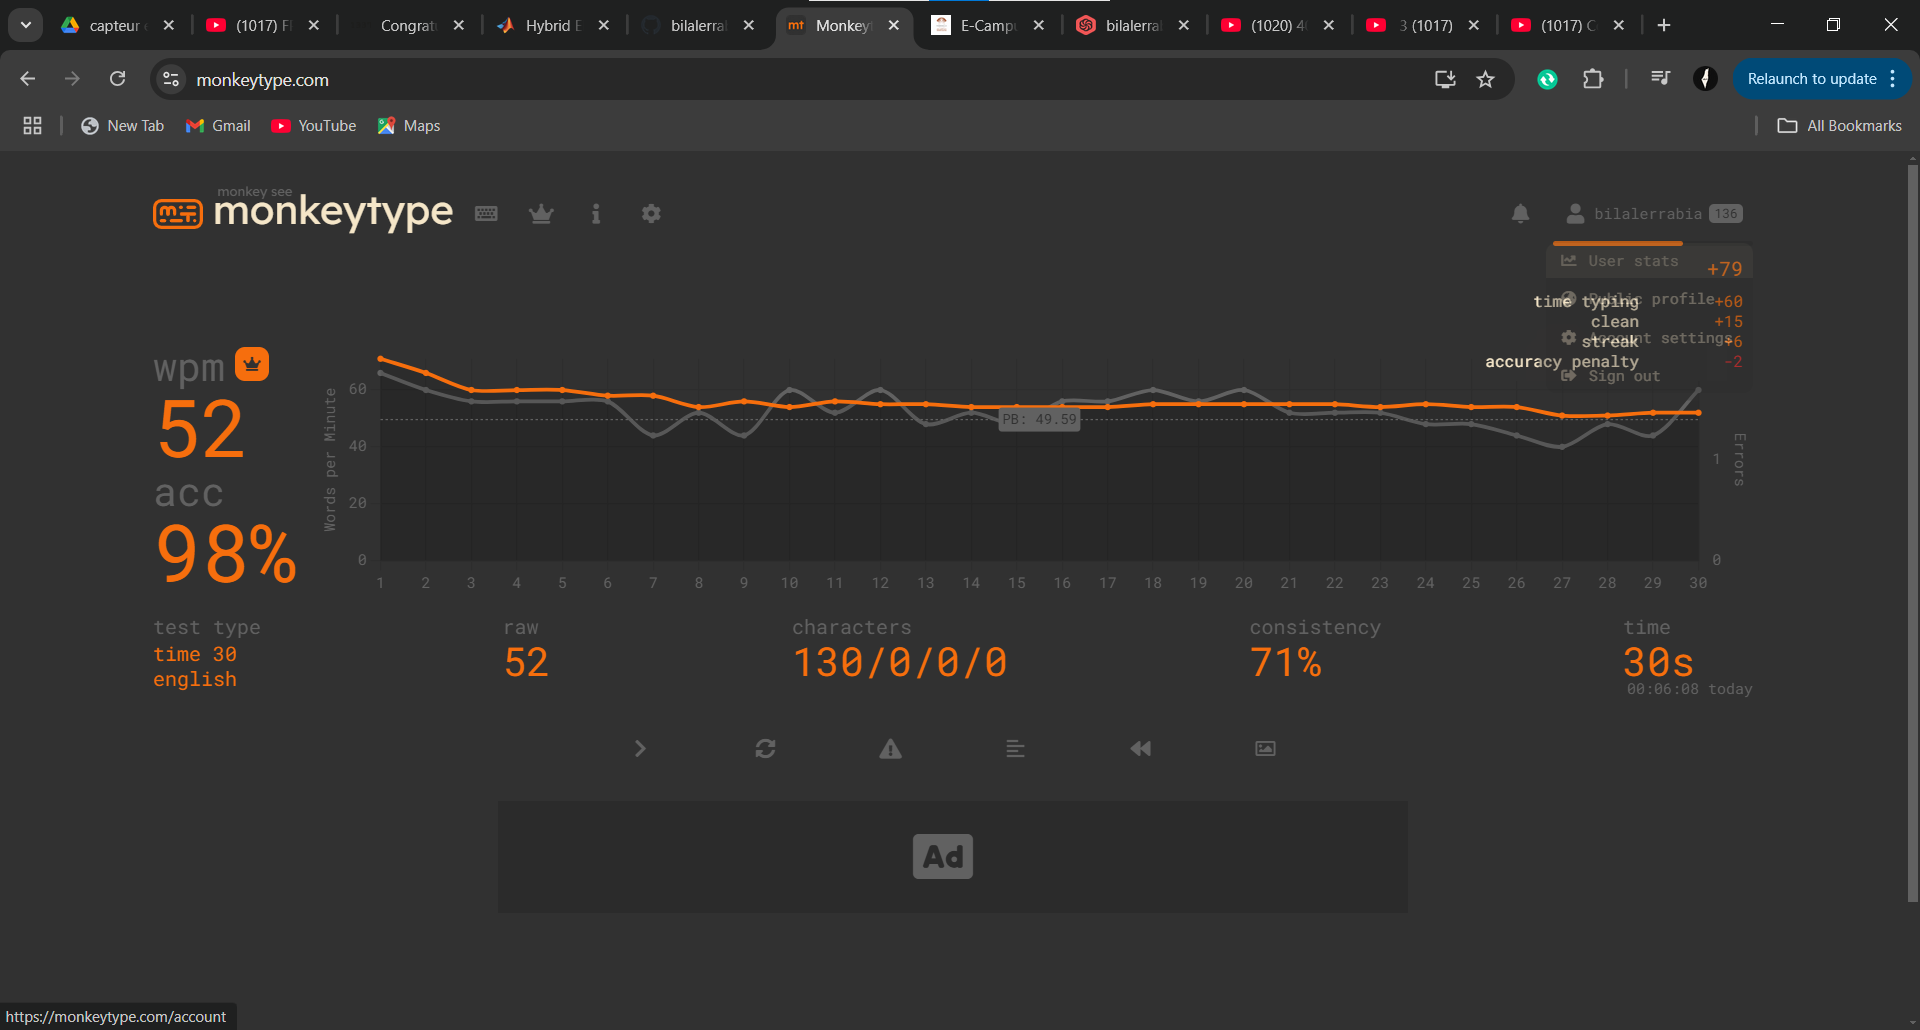 capteur
(1017) F
Congrat
Hybrid E
bilalerra
Monkeyt
E-Camp
bilalerra
(1020) 4
3 (1017)
(1017) C
monkeytype.com
Relaunch to update
New Tab
Gmail
YouTube
Maps
All Bookmarks
monkey see
monkeytype
bilalerrabia 136
User stats
+79
Public profile
time typing +60
clean +15
Account settings
streak +6
accuracy penalty -2
Sign out
wpm
52
acc
98%
Words per Minute
60
40
20
0
PB: 49.59
Errors
1
0
1 2 3 4 5 6 7 8 9 10 11 12 13 14 15 16 17 18 19 20 21 22 23 24 25 26 27 28 29 30
test type
time 30
english
raw
52
characters
130/0/0/0
consistency
71%
time
30s
00:06:08 today
Ad
https://monkeytype.com/account